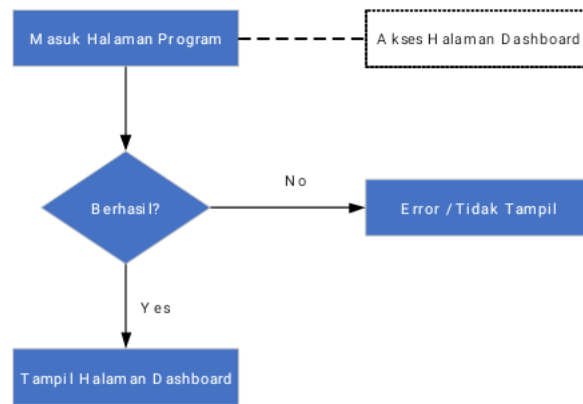 Masuk Halaman Program
Akses Halaman Dashboard
Berhasil?
No
Error / Tidak Tampil
Yes
Tampil Halaman Dashboard